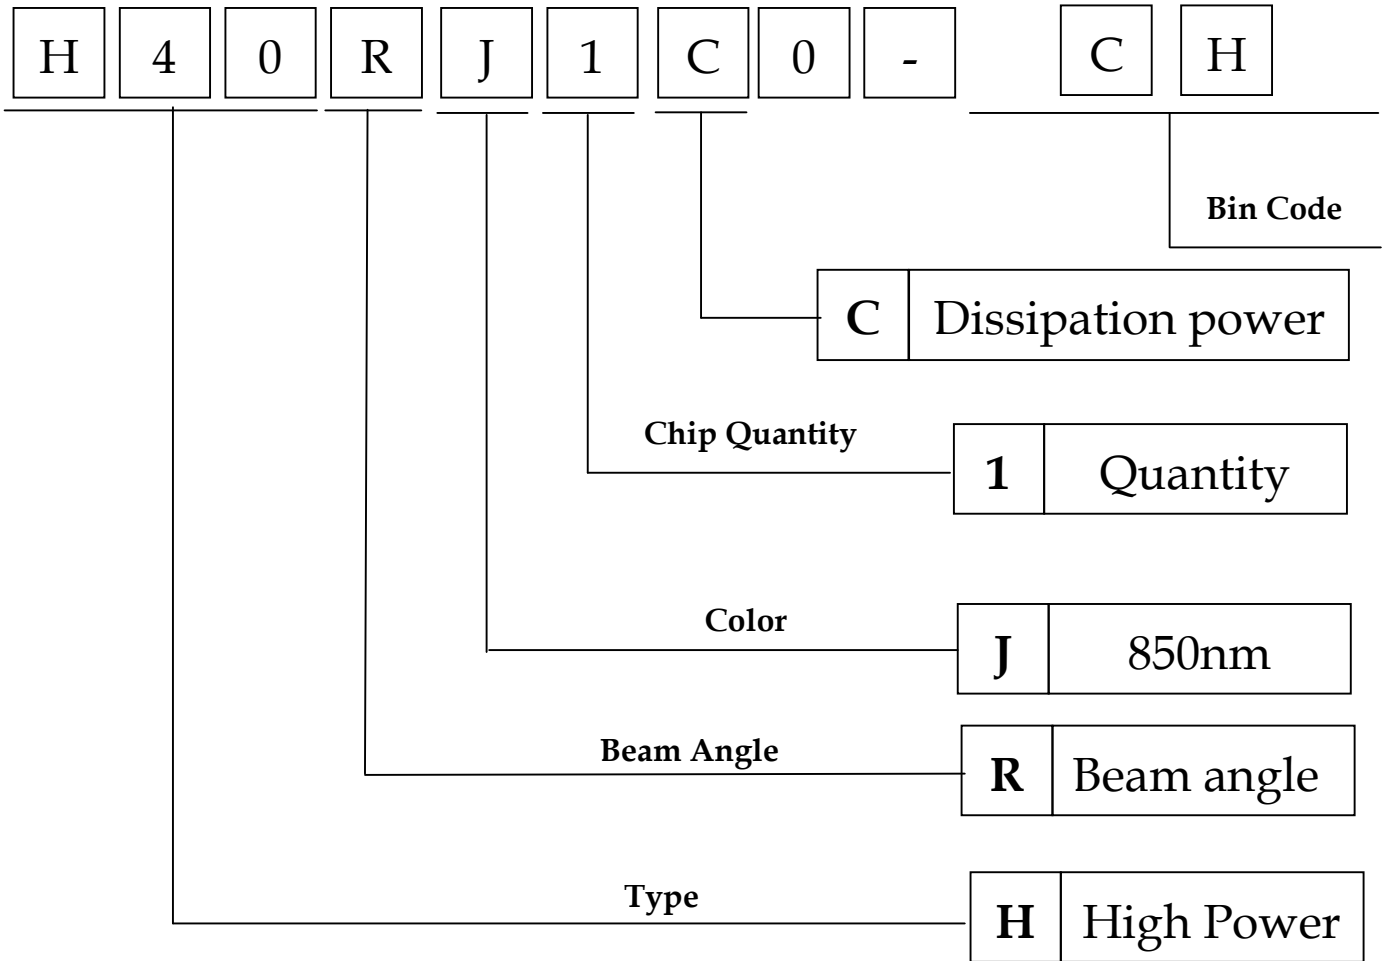 H 4 0 R J 1 C 0 - C H
Bin Code
C Dissipation power
Chip Quantity
1 Quantity
Color
J 850nm
Beam Angle
R Beam angle
Type
H High Power